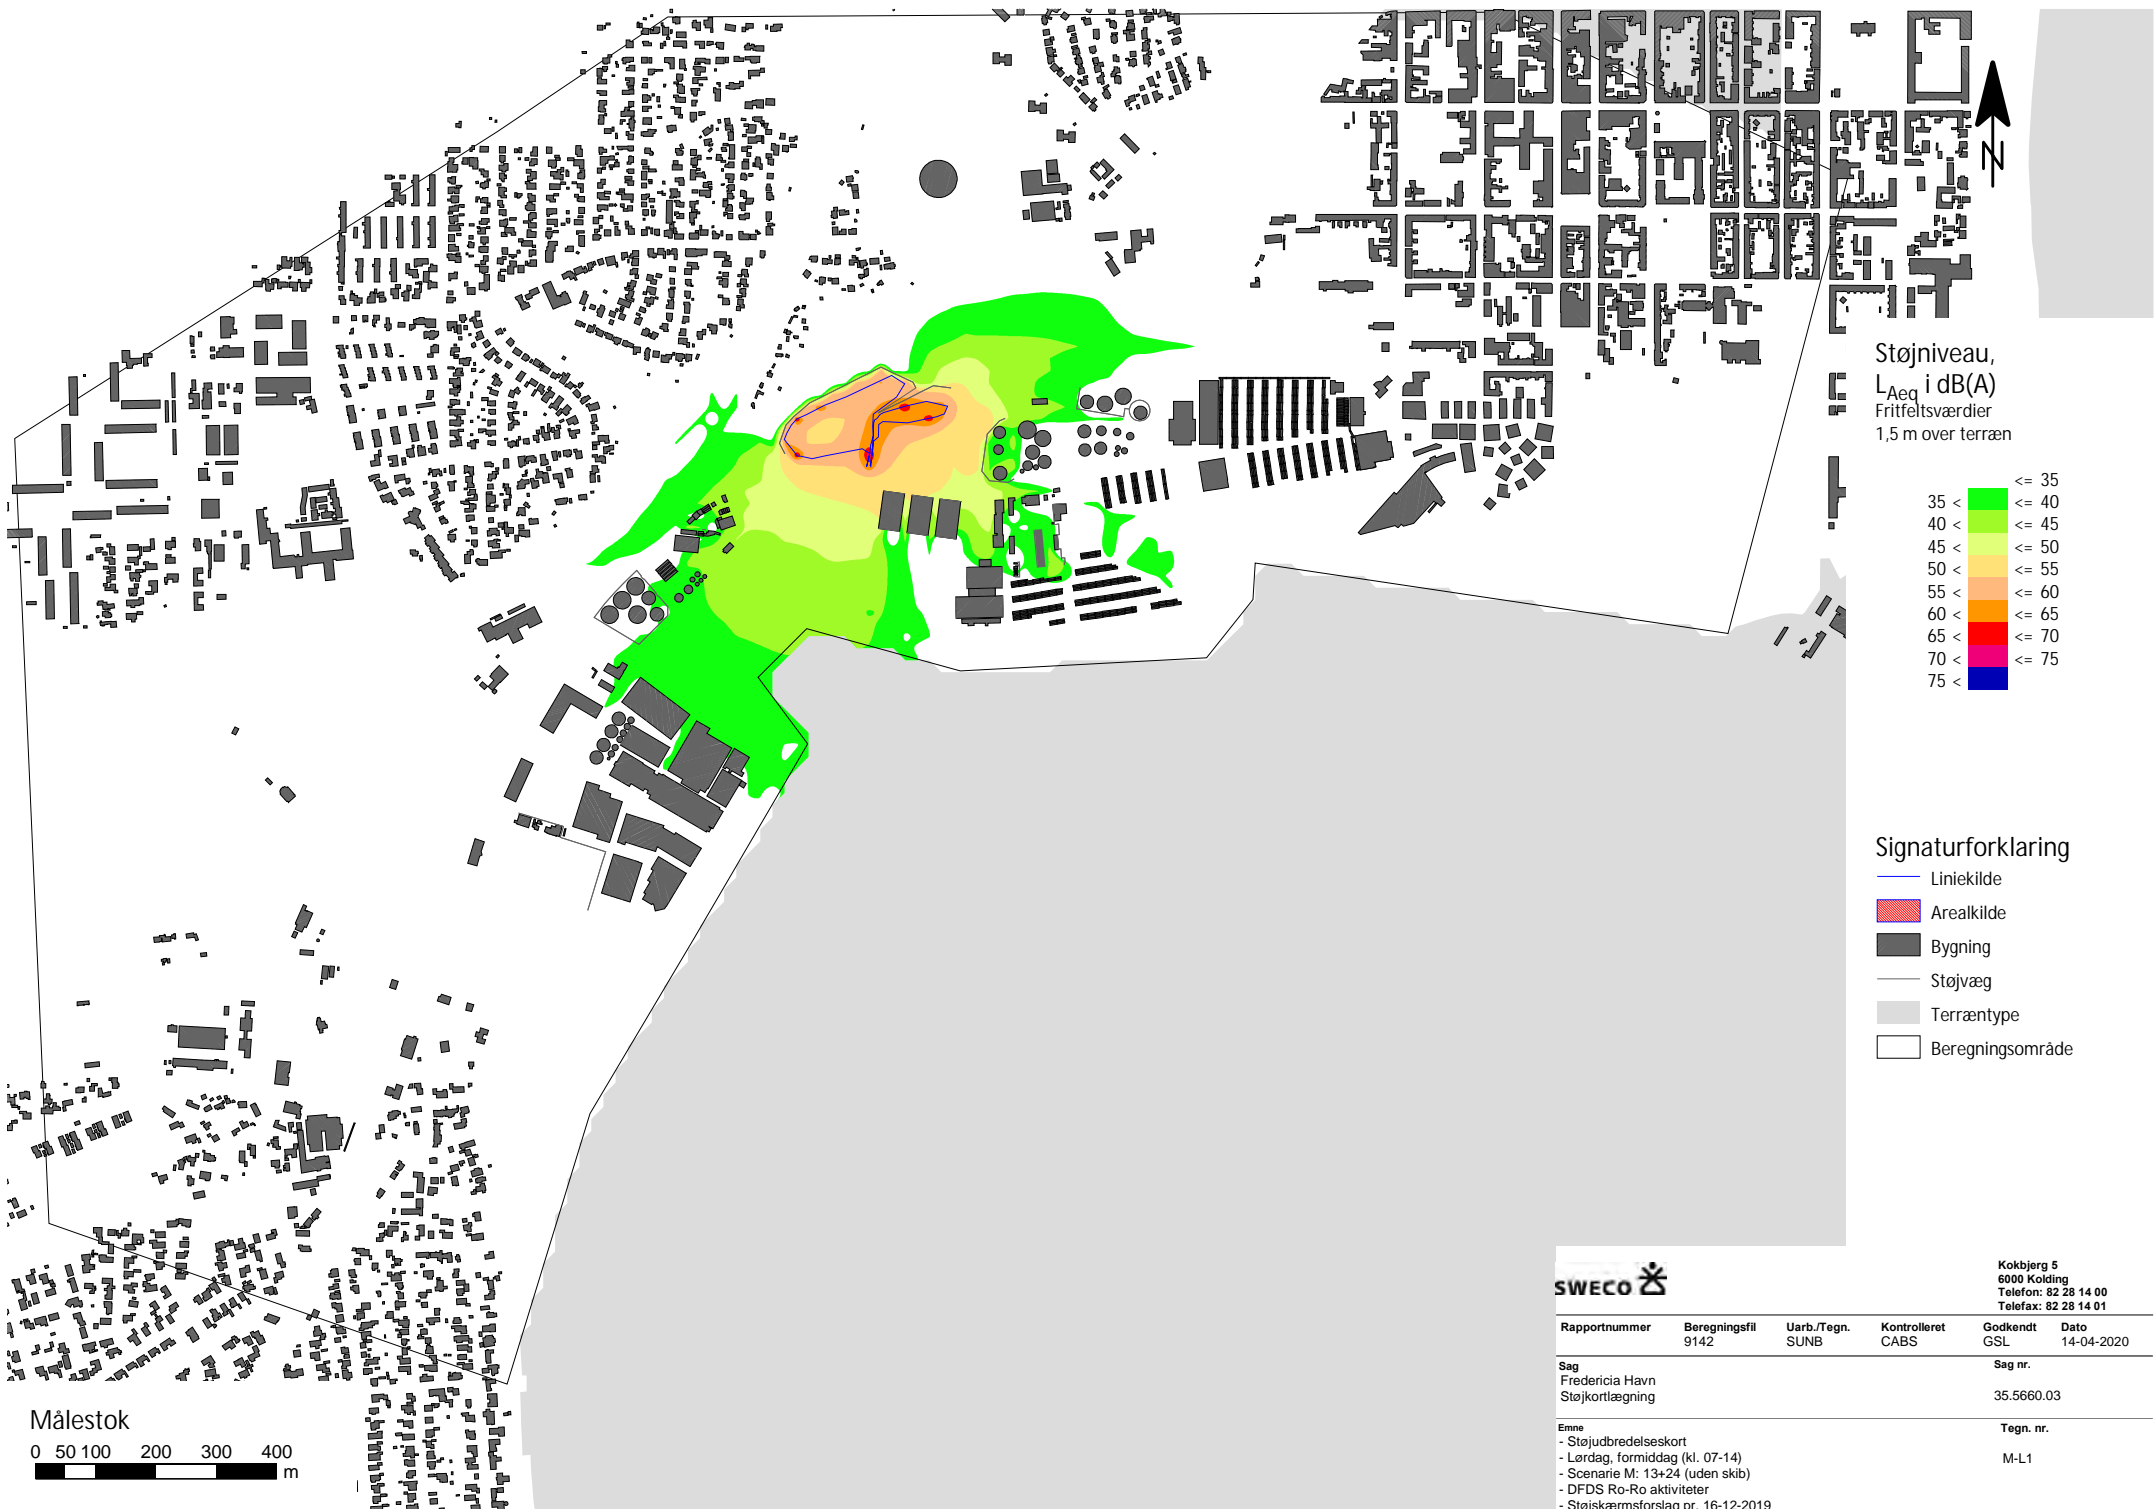 N
Støjniveau,
LAeq i dB(A)
Fritfeltsværdier
1,5 m over terræn
<= 35
35 < <= 40
40 < <= 45
45 < <= 50
50 < <= 55
55 < <= 60
60 < <= 65
65 < <= 70
70 < <= 75
75 <
Signaturforklaring
Liniekilde
Arealkilde
Bygning
Støjvæg
Terræntype
Beregningsområde
Målestok
0 50 100 200 300 400
m
SWECO
Kokbjerg 5
6000 Kolding
Telefon: 82 28 14 00
Telefax: 82 28 14 01
Rapportnummer Beregningsfil Uarb./Tegn. Kontrolleret Godkendt Dato
9142 SUNB CABS GSL 14-04-2020
Sag Sag nr.
Fredericia Havn
Støjkortlægning 35.5660.03
Emne Tegn. nr.
- Støjudbredelseskort
- Lørdag, formiddag (kl. 07-14) M-L1
- Scenarie M: 13+24 (uden skib)
- DFDS Ro-Ro aktiviteter
- Støjskærmsforslag pr. 16-12-2019